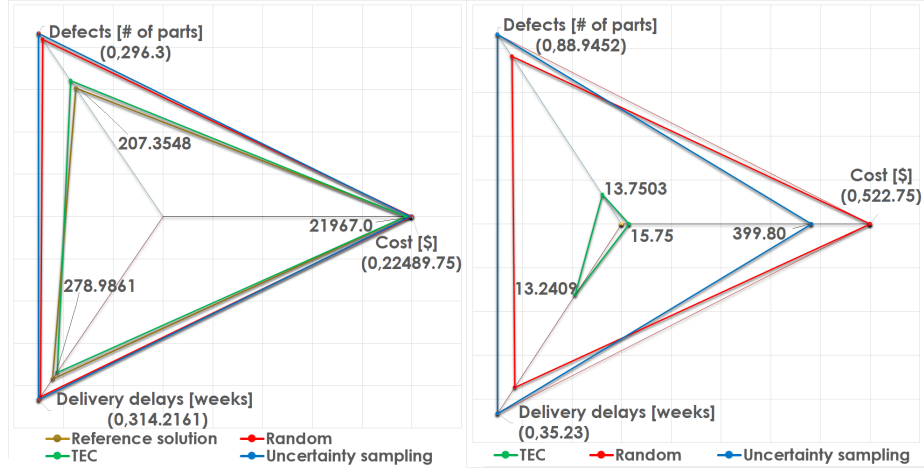 Defects [# of parts]
(0,296.3)
207.3548
21967.0
Cost [$]
(0,22489.75)
278.9861
Delivery delays [weeks]
(0,314.2161)
Reference solution
Random
TEC
Uncertainty sampling
Defects [# of parts]
(0,88.9452)
Cost [$]
(0,522.75)
13.7503
15.75
399.80
13.2409
Delivery delays [weeks]
(0,35.23)
TEC
Random
Uncertainty sampling